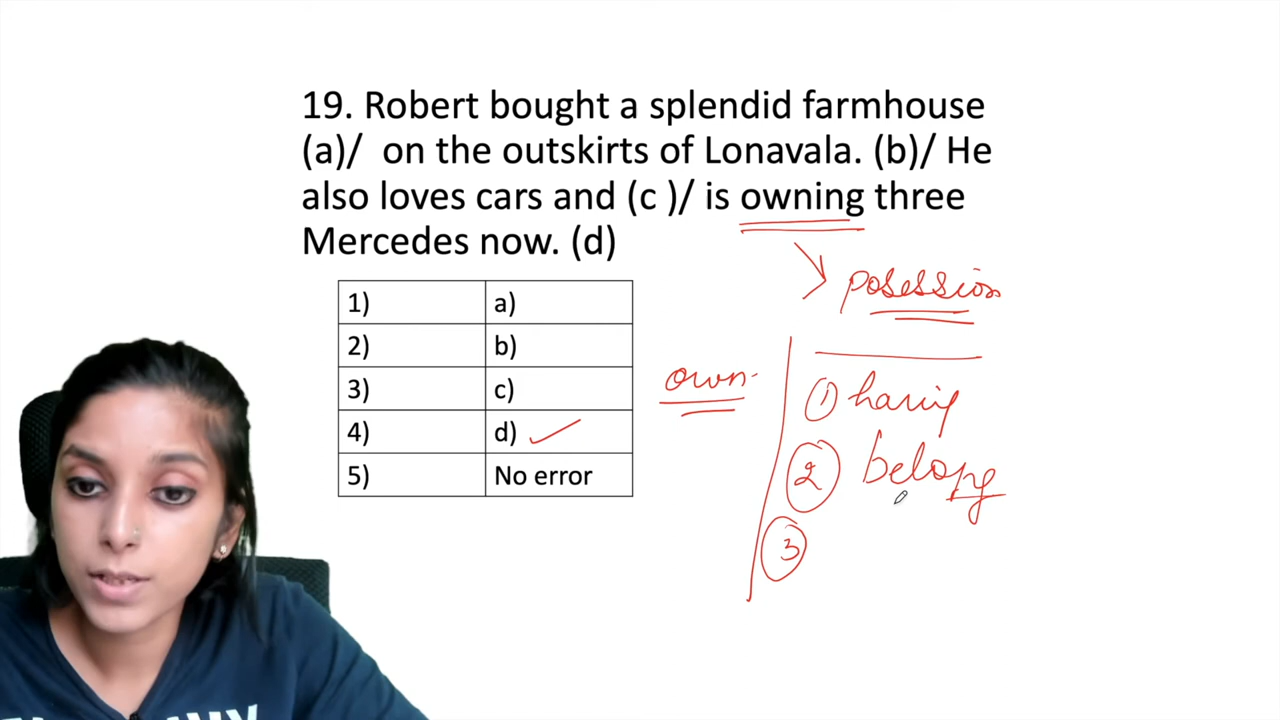 19. Robert bought a splendid farmhouse
(a)/ on the outskirts of Lonavala. (b)/ He
also loves cars and (c )/ is owning three
Mercedes now. (d)
posession
1) a)
2) b)
3) c)
4) d)
5) No error
own
1 having
2 belong
3